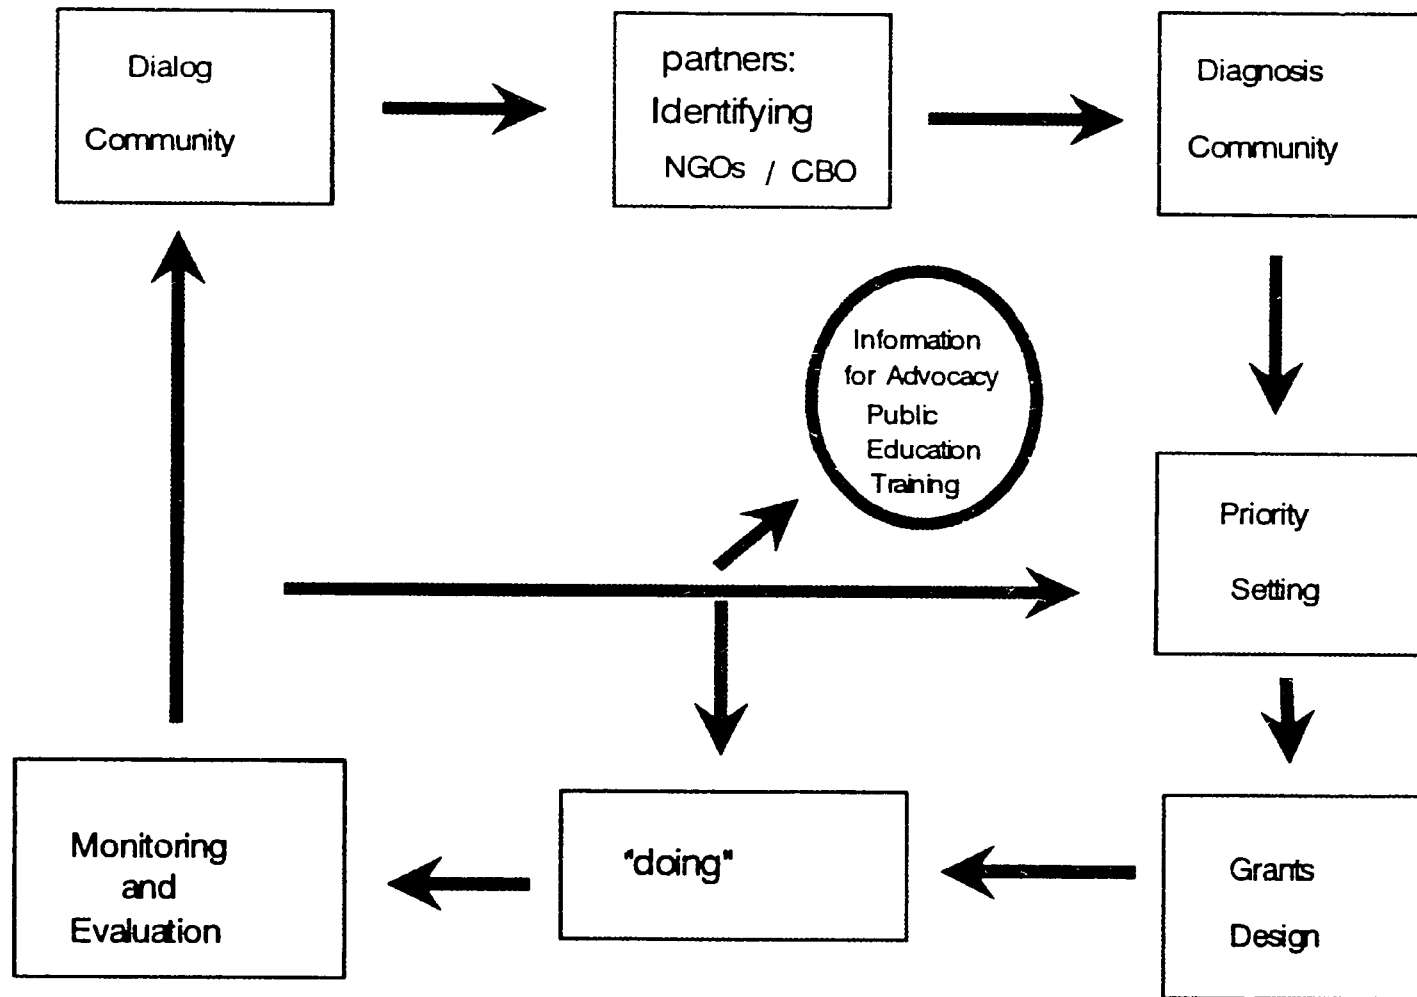 Dialog
Community
partners:
Identifying
NGOs / CBO
Diagnosis
Community
Information
for Advocacy
Public
Education
Training
Priority
Setting
Monitoring
and
Evaluation
"doing"
Grants
Design